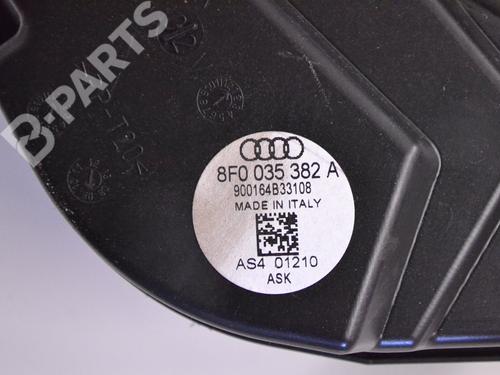 B-PARTS
8F0 035 382 A
900164B33108
MADE IN ITALY
AS4 01210
ASK